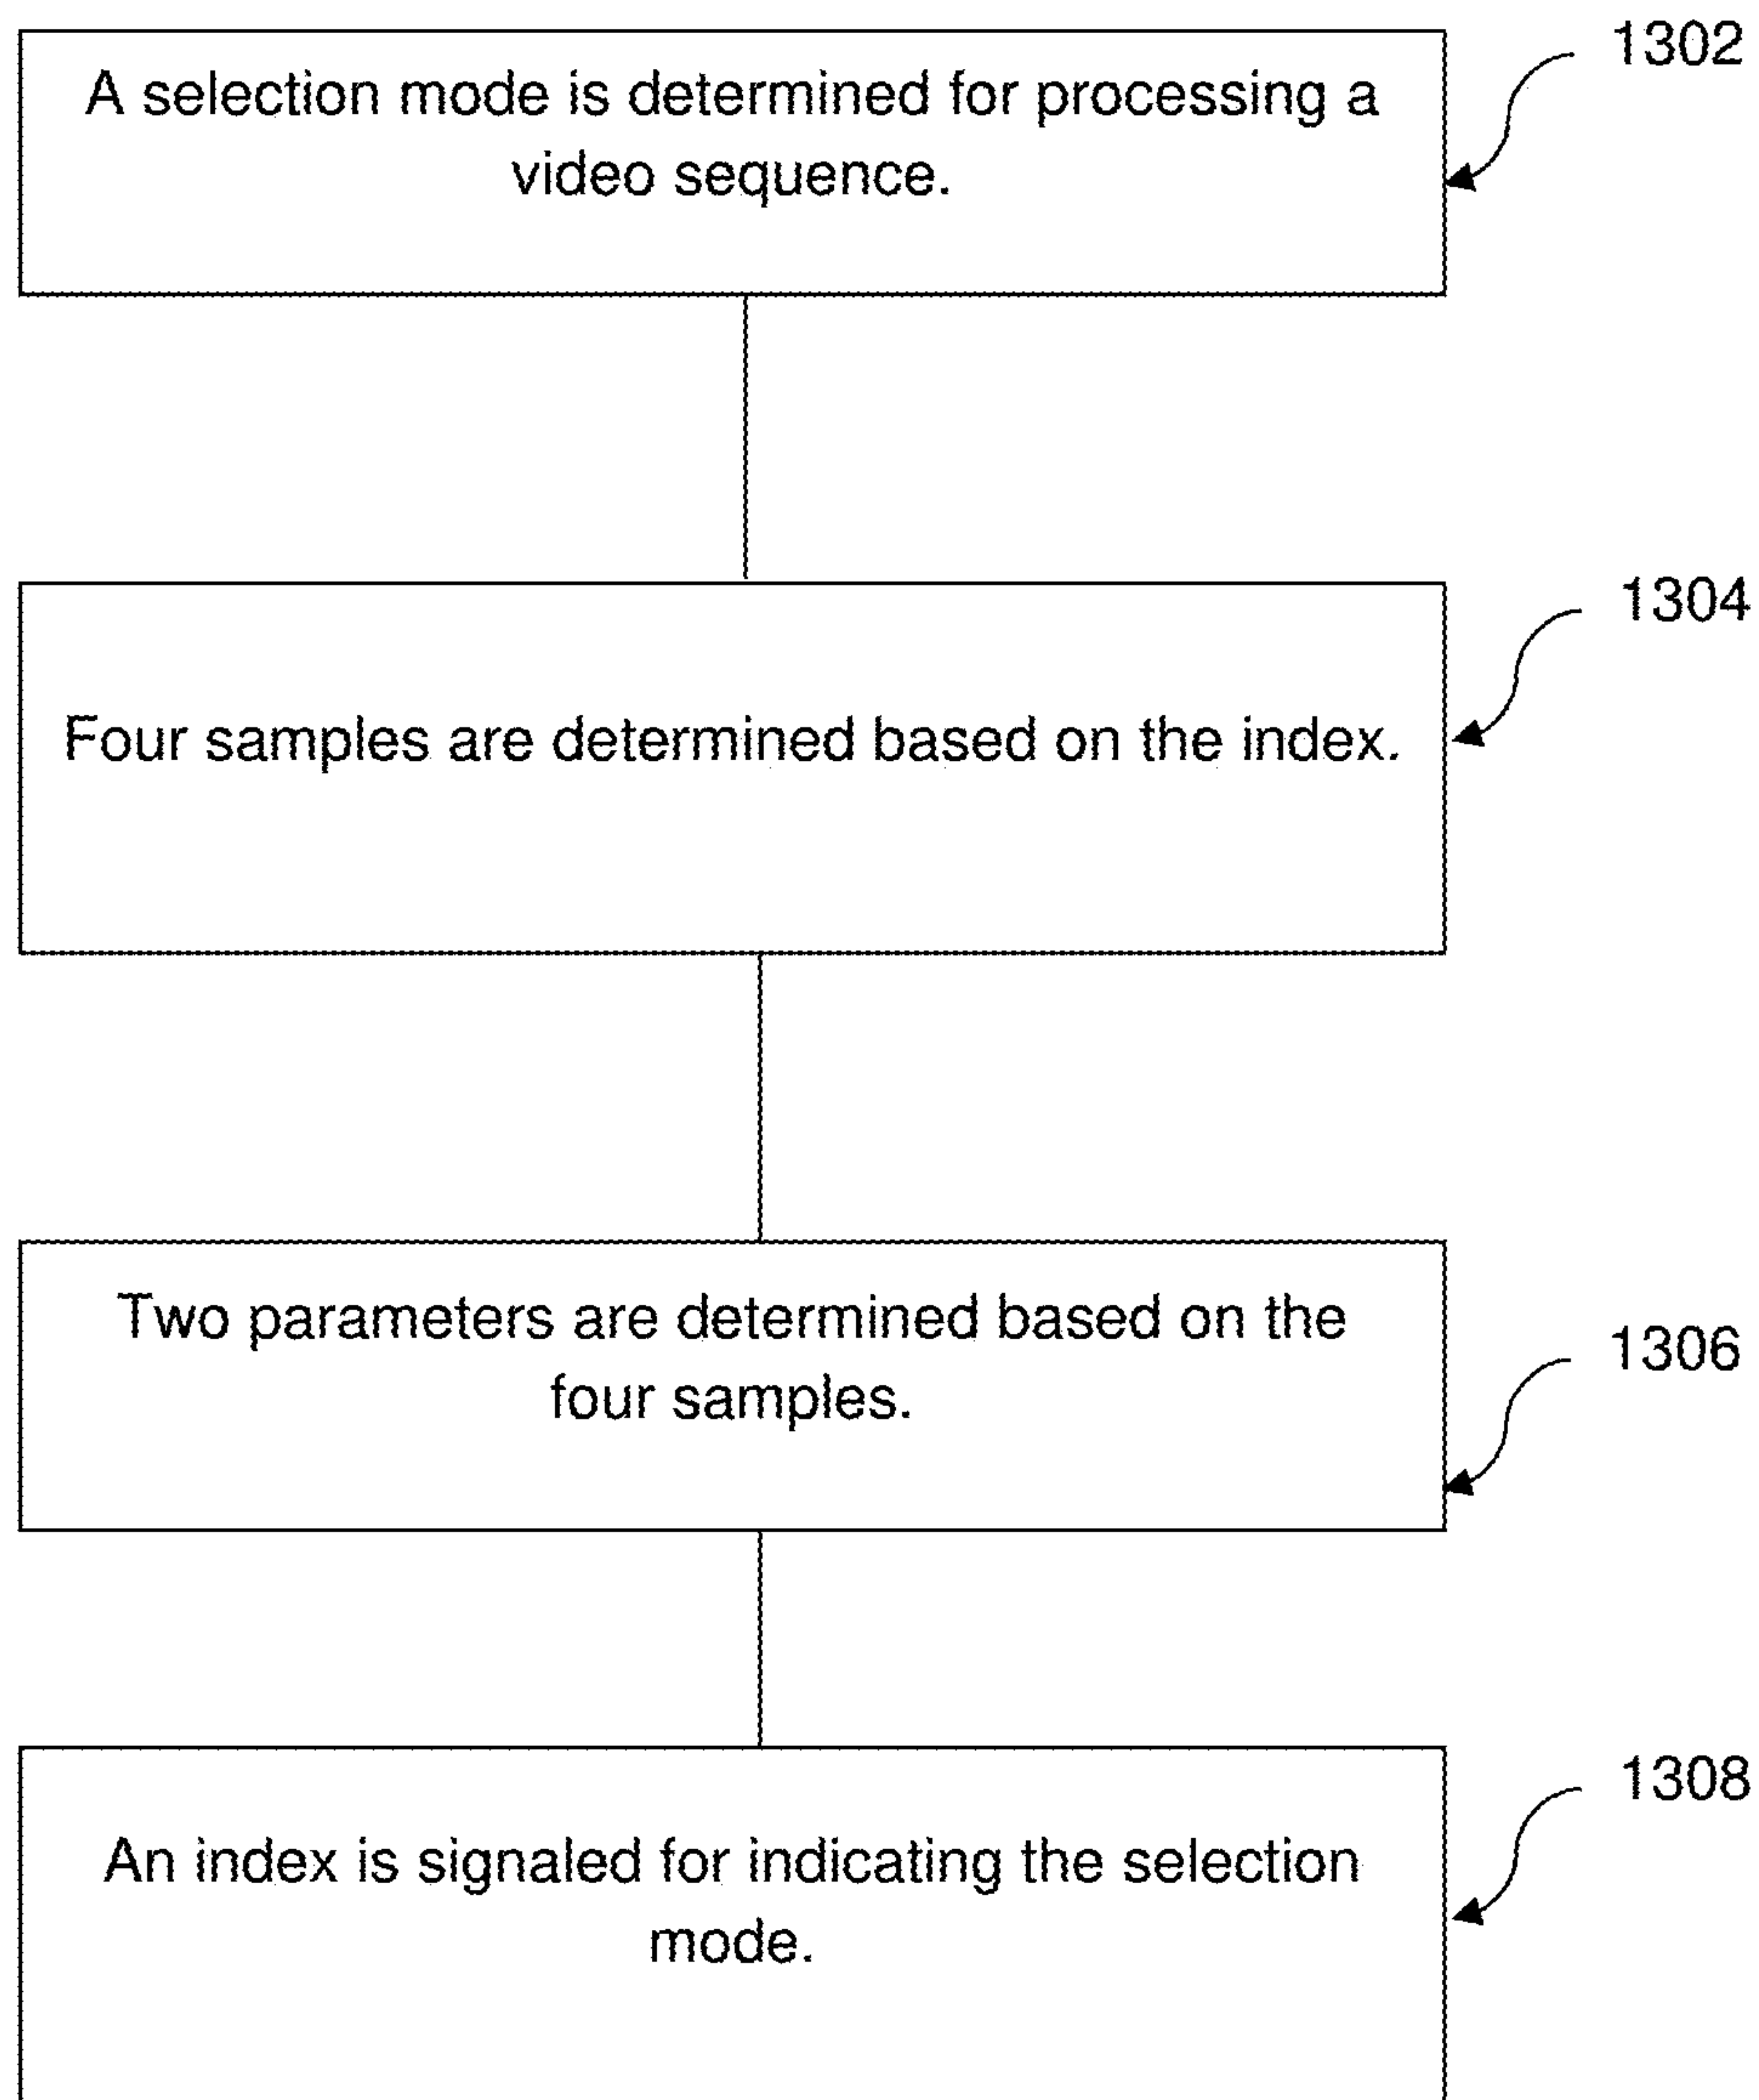 1302
A selection mode is determined for processing a
video sequence.
1304
Four samples are determined based on the index.
Two parameters are determined based on the
four samples.
1306
1308
An index is signaled for indicating the selection
mode.